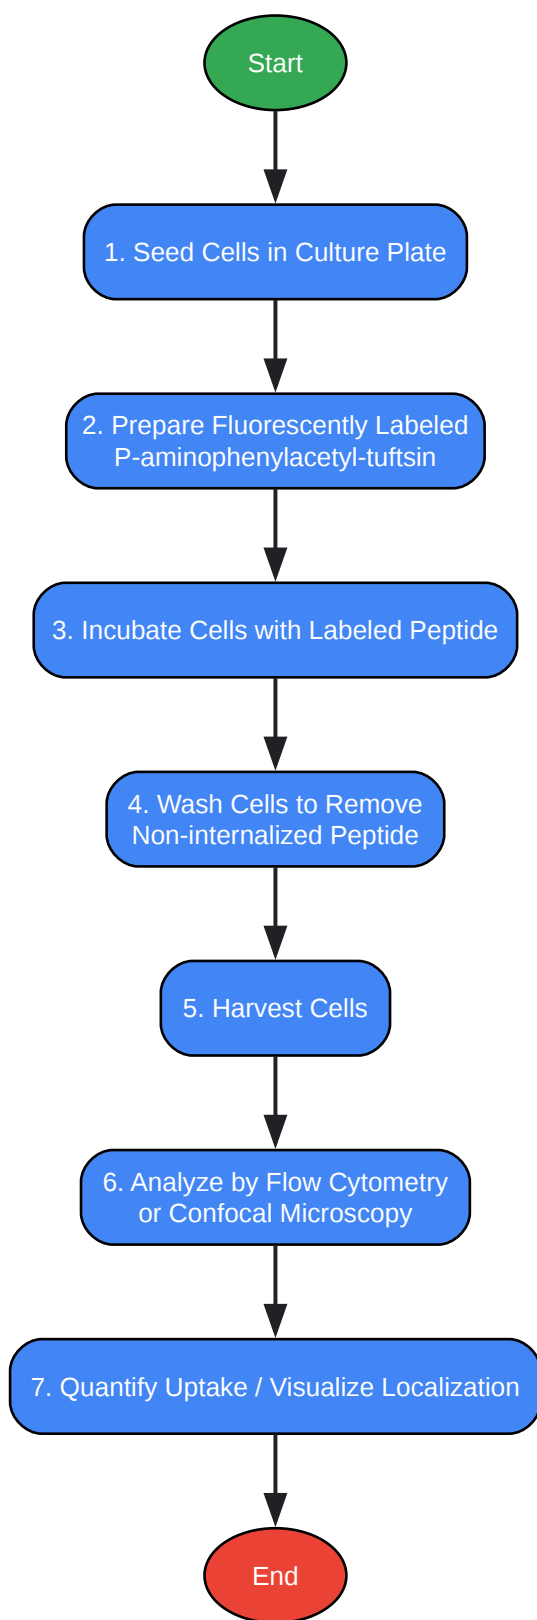 Start
1. Seed Cells in Culture Plate
2. Prepare Fluorescently Labeled
P-aminophenylacetyl-tuftsin
3. Incubate Cells with Labeled Peptide
4. Wash Cells to Remove
Non-internalized Peptide
5. Harvest Cells
6. Analyze by Flow Cytometry
or Confocal Microscopy
7. Quantify Uptake / Visualize Localization
End